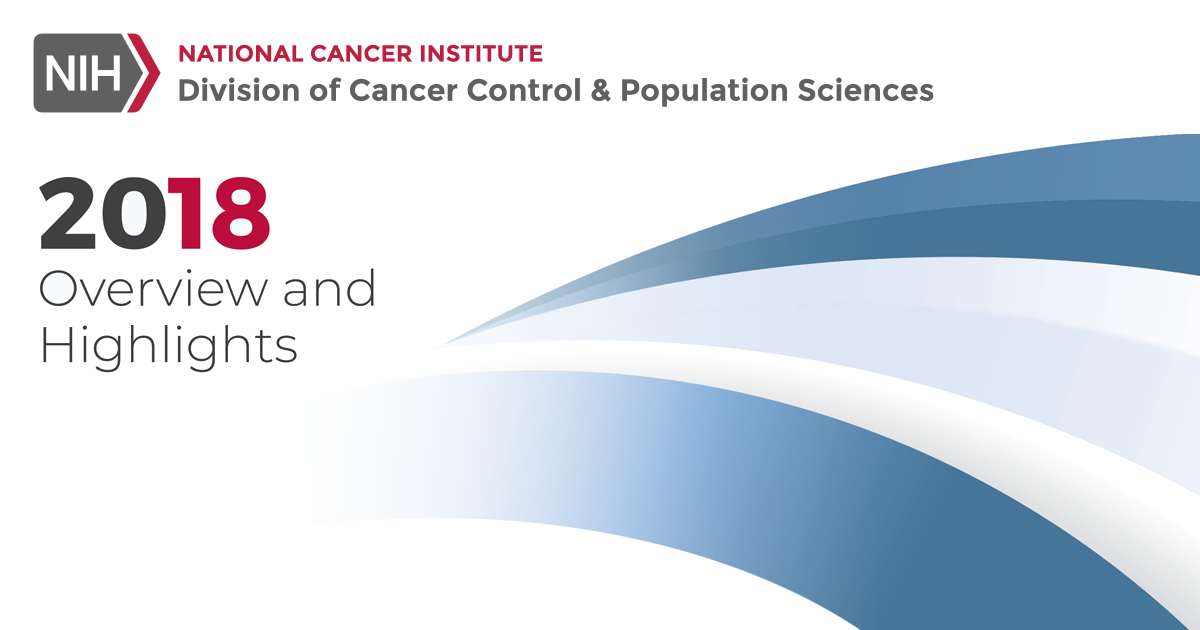 NIH
NATIONAL CANCER INSTITUTE
Division of Cancer Control & Population Sciences
2018
Overview and
Highlights